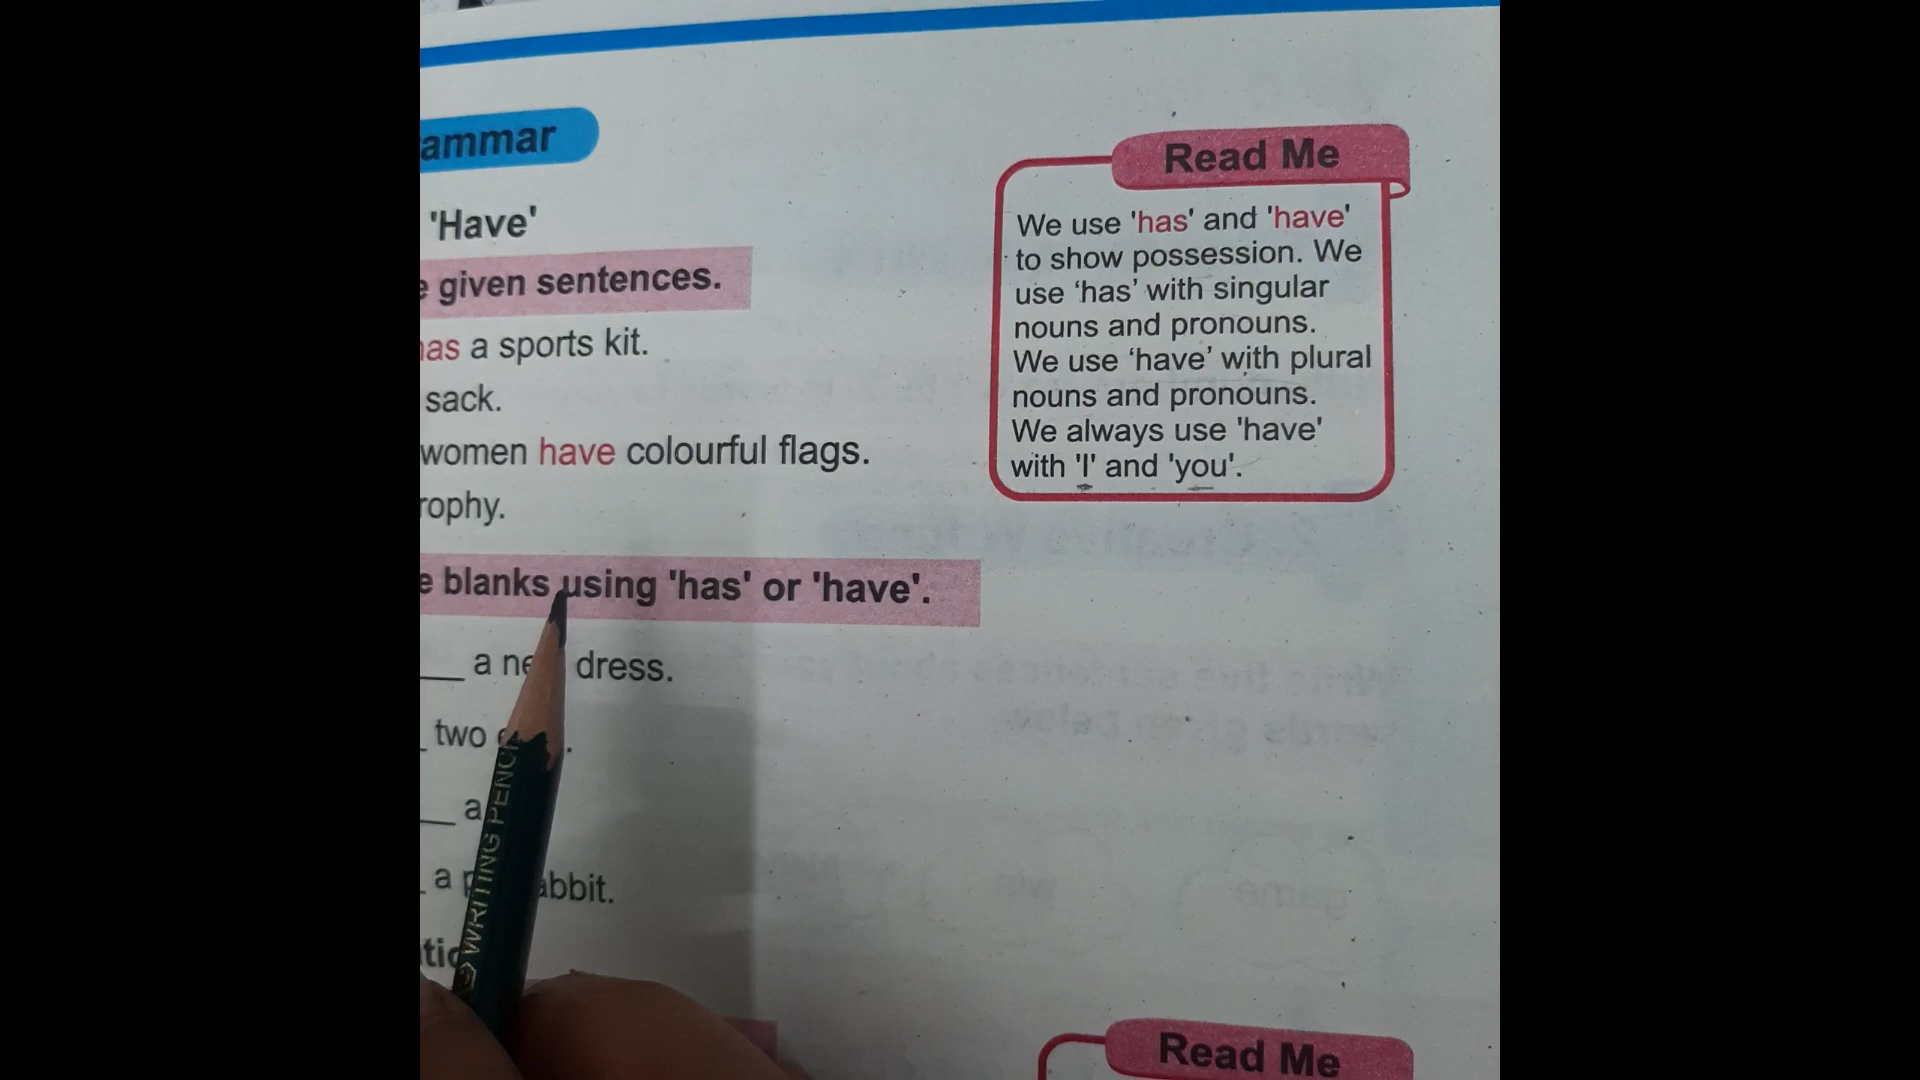 ammar
'Have'
given sentences.
as a sports kit.
sack.
women have colourful flags.
rophy.
blanks using 'has' or 'have'.
___ a dress.
_ two
___ a
_ a abbit.
WRITING PENC
Read Me
We use 'has' and 'have'
to show possession. We
use 'has' with singular
nouns and pronouns.
We use 'have' with plural
nouns and pronouns.
We always use 'have'
with 'I' and 'you'.
Read Me